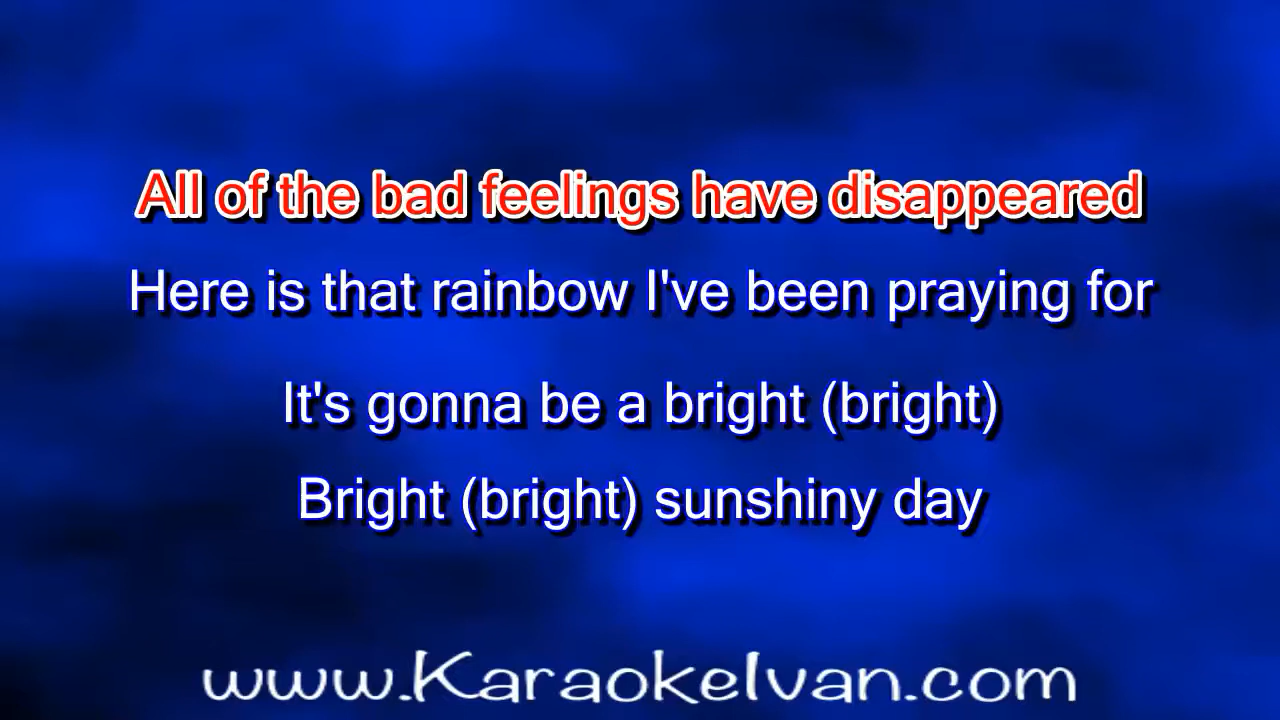 All of the bad feelings have disappeared
Here is that rainbow I've been praying for
It's gonna be a bright (bright)
Bright (bright) sunshiny day
www.KaraokeIvan.com